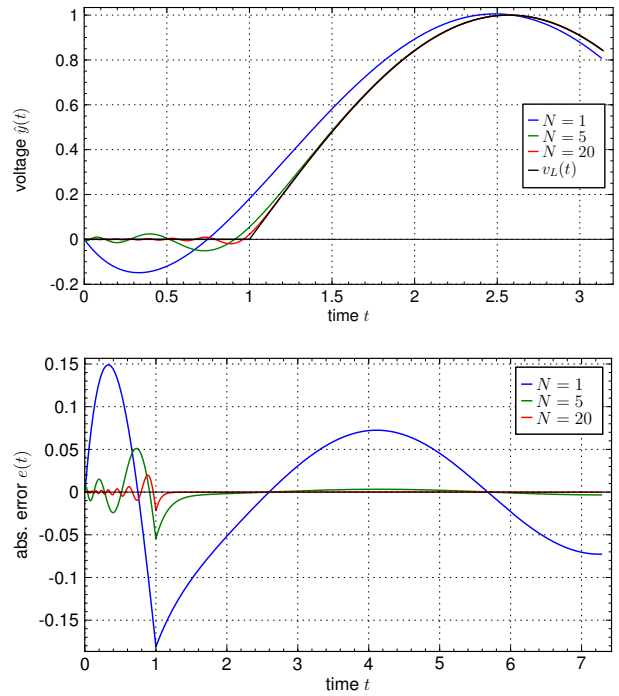 1
0.8
0.6
0.4
0.2
0
-0.2
voltage ŷ(t)
N = 1
N = 5
N = 20
v_L(t)
0 0.5 1 1.5 2 2.5 3
time t
0.15
0.1
0.05
0
-0.05
-0.1
-0.15
abs. error e(t)
N = 1
N = 5
N = 20
0 1 2 3 4 5 6 7
time t